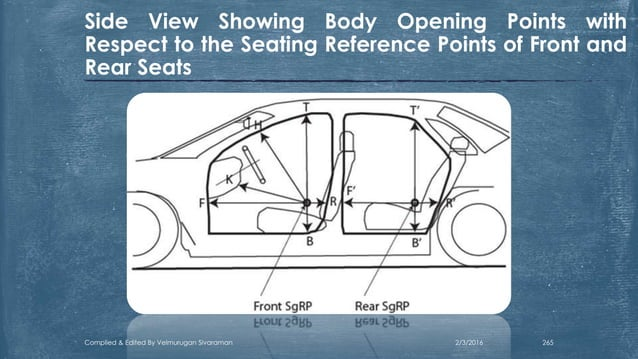 Side View Showing Body Opening Points with
Respect to the Seating Reference Points of Front and
Rear Seats
T
T'
H
K
F
R
F'
R'
B
B'
Front SgRP
Rear SgRP
Complied & Edited By Velmurugan Sivaraman
2/3/2016
265